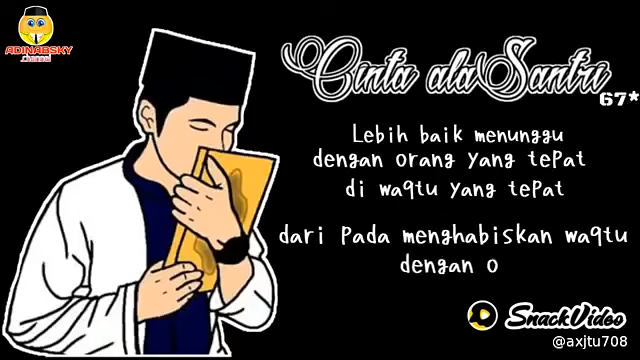 ADINABSKY
.channel
Cinta ala Santri
67*
Lebih baik menunggu
dengan orang yang tepat
di waqtu yang tepat
dari pada menghabiskan waqtu
dengan o
SnackVideo
@axjtu708